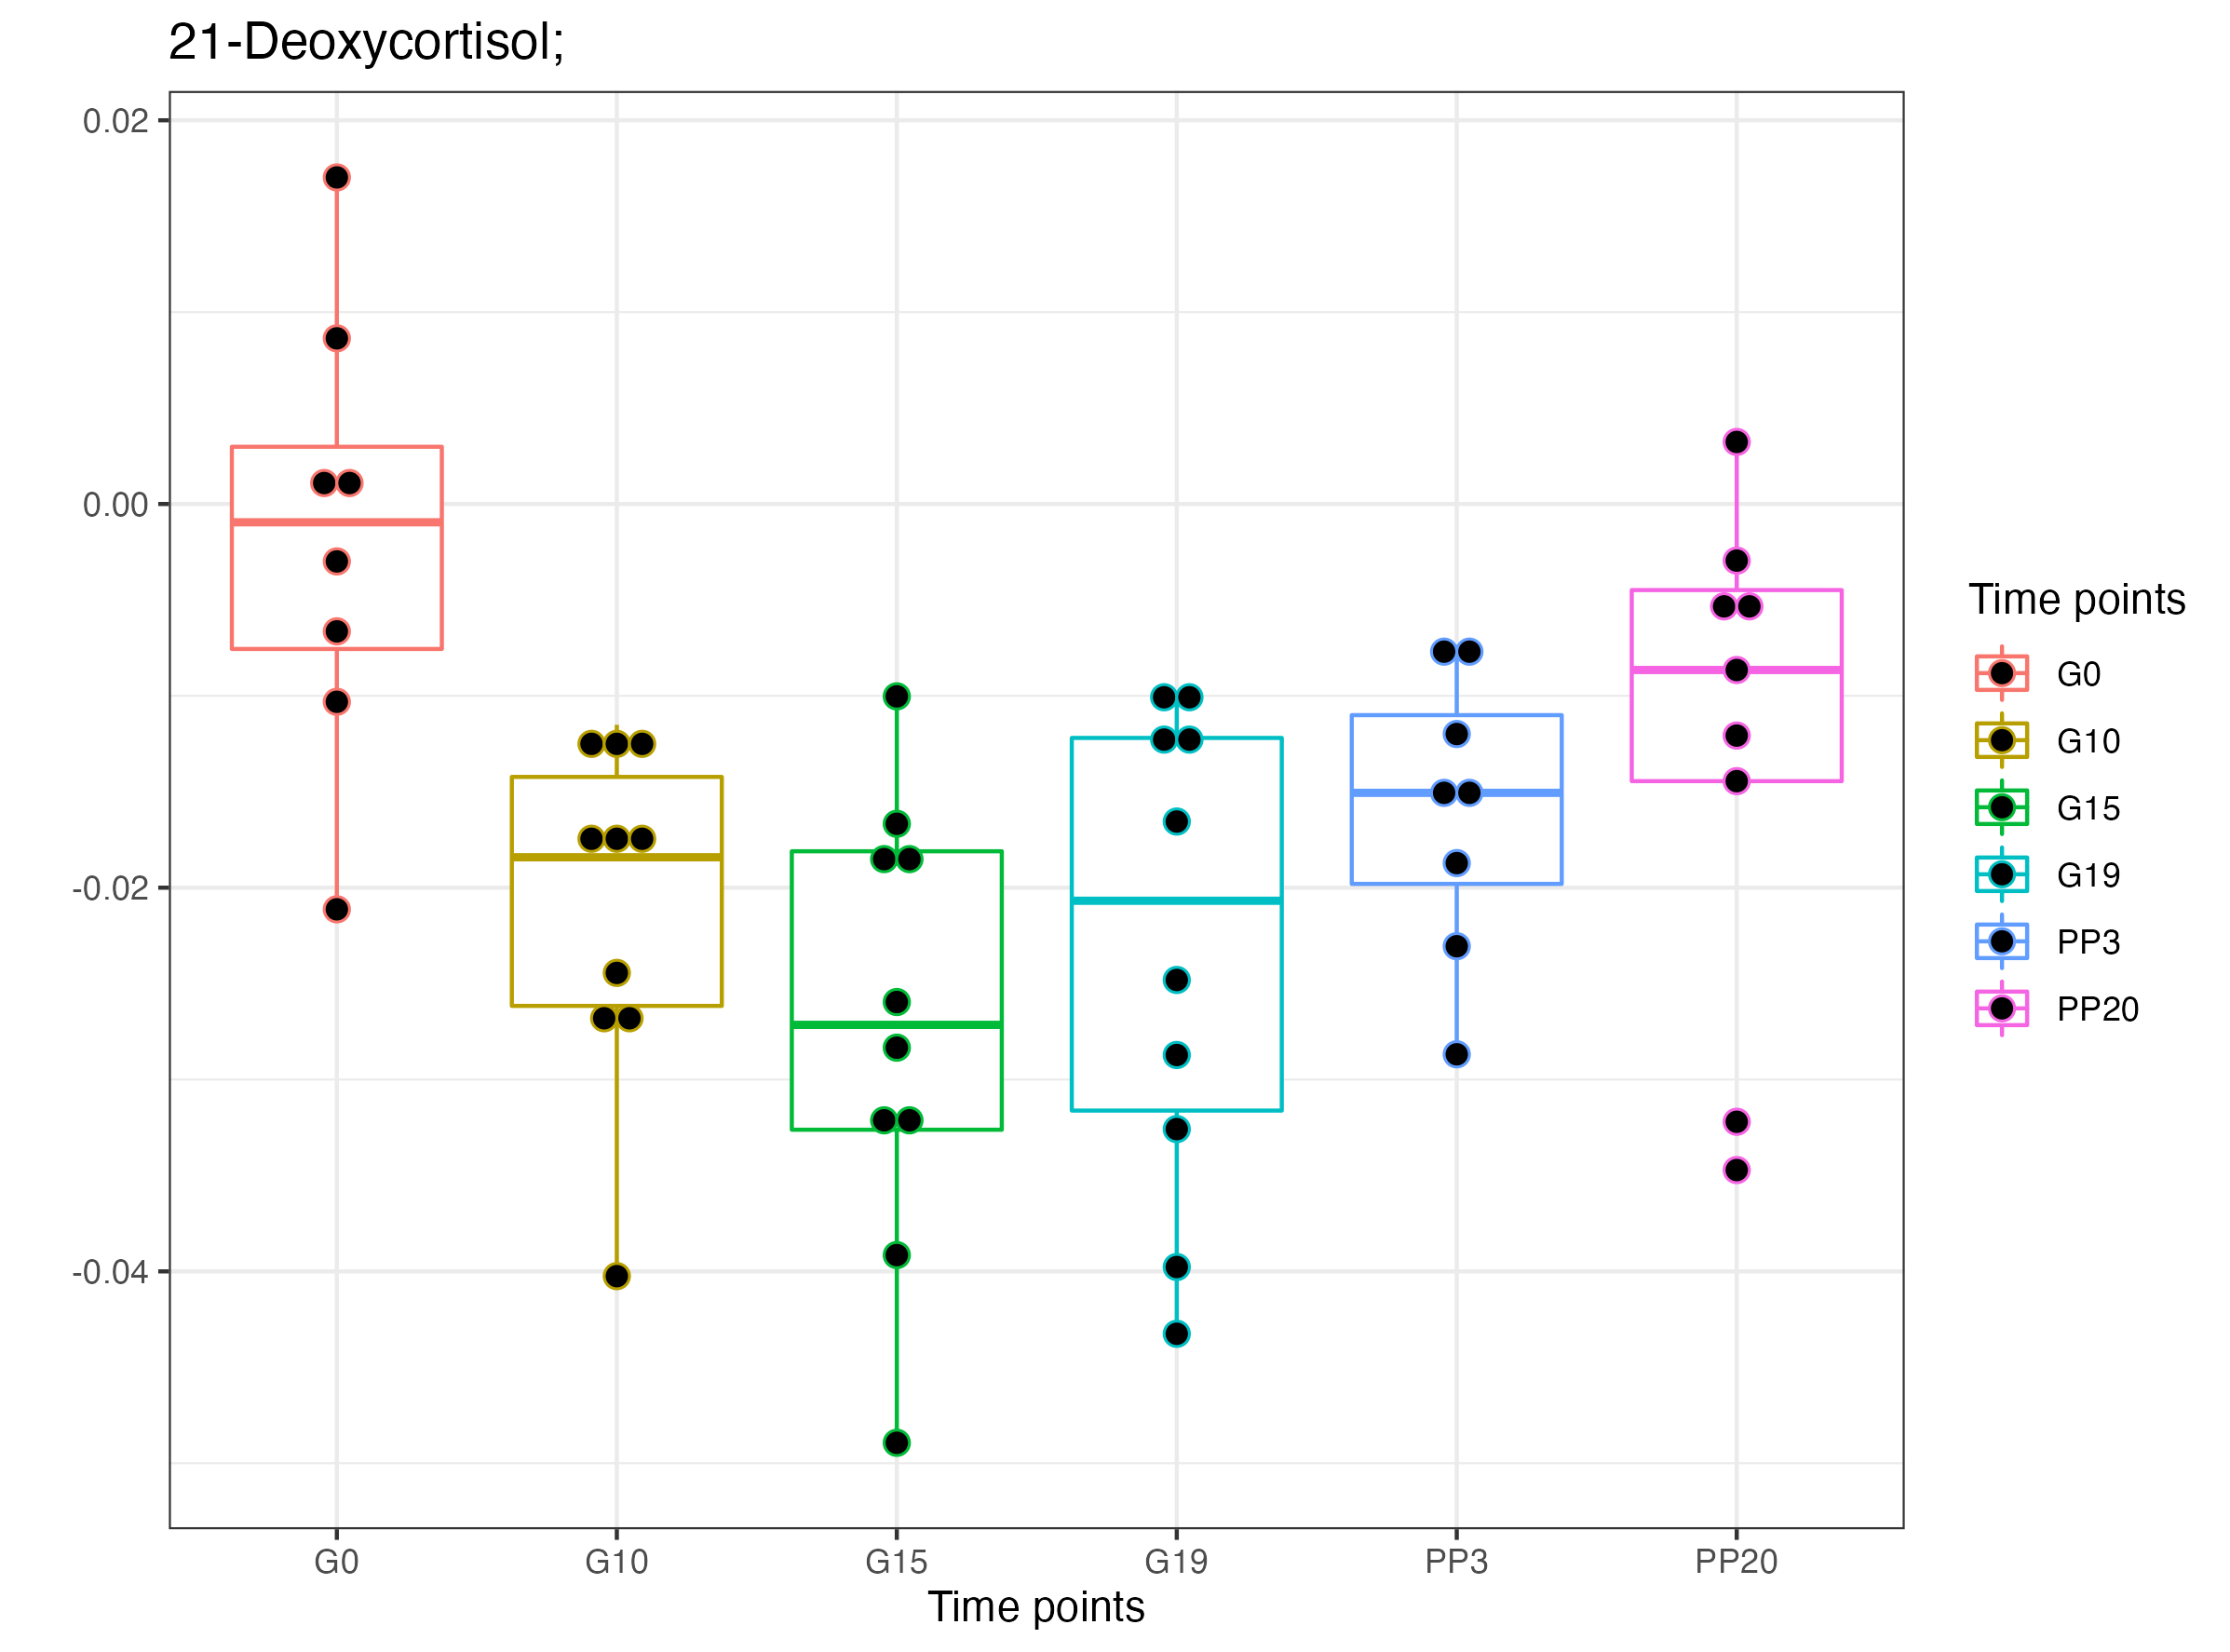 21-Deoxycortisol;
0.02
0.00
-0.02
-0.04
G0 G10 G15 G19 PP3 PP20
Time points
Time points
G0
G10
G15
G19
PP3
PP20